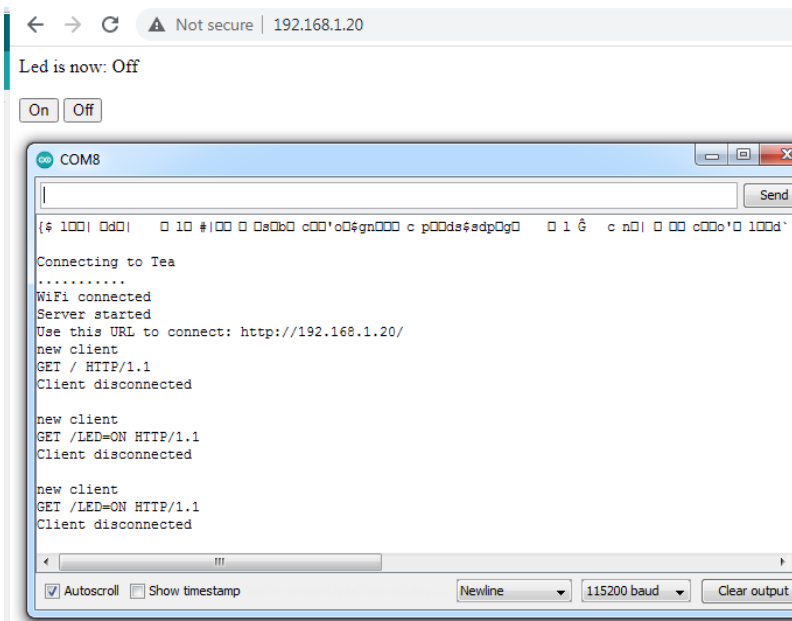 Not secure | 192.168.1.20
Led is now: Off
On Off
COM8
Send
Connecting to Tea
...........
WiFi connected
Server started
Use this URL to connect: http://192.168.1.20/
new client
GET / HTTP/1.1
Client disconnected
new client
GET /LED=ON HTTP/1.1
Client disconnected
new client
GET /LED=ON HTTP/1.1
Client disconnected
Autoscroll Show timestamp Newline 115200 baud Clear output